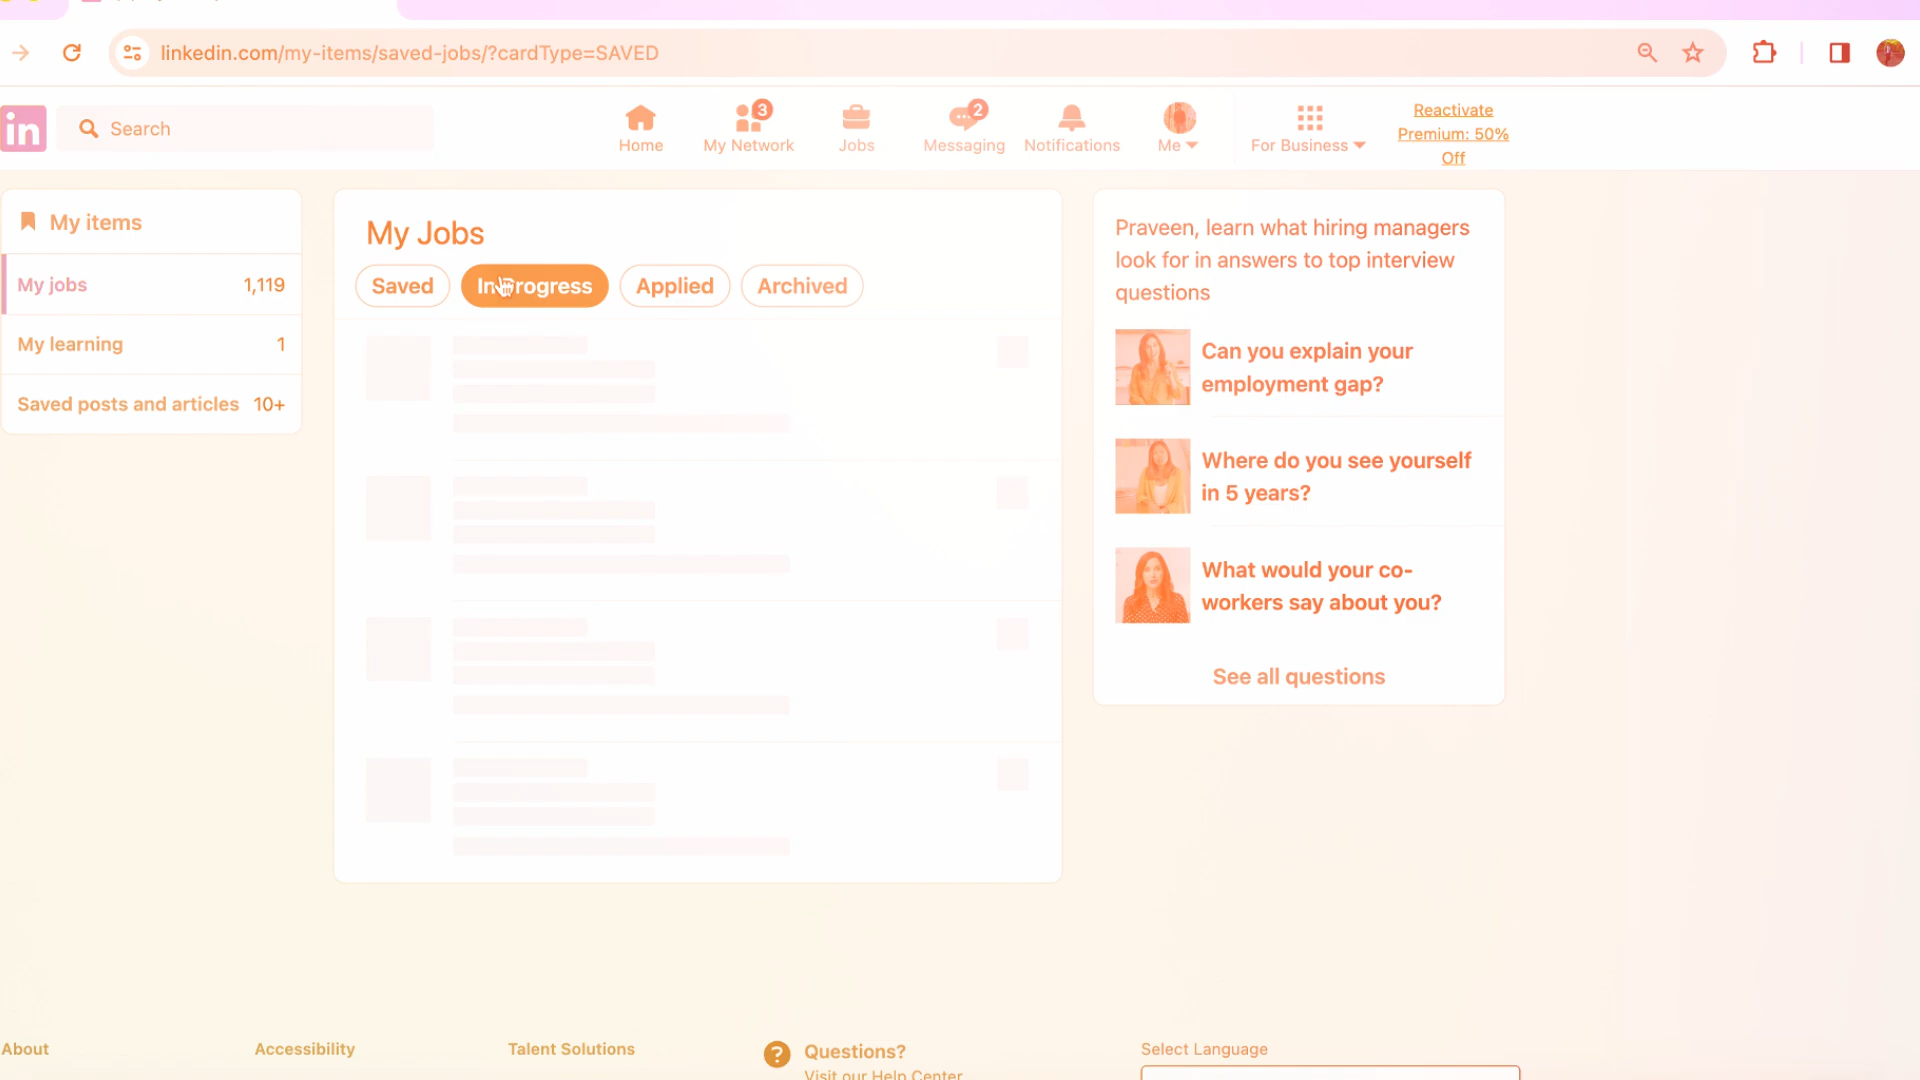 linkedin.com/my-items/saved-jobs/?cardType=SAVED
in
Search
Home
3
My Network
Jobs
2
Messaging
Notifications
Me
For Business
Reactivate
Premium: 50%
Off
My items
My jobs 1,119
My learning 1
Saved posts and articles 10+
My Jobs
Saved
In Progress
Applied
Archived
Praveen, learn what hiring managers
look for in answers to top interview
questions
Can you explain your
employment gap?
Where do you see yourself
in 5 years?
What would your co-
workers say about you?
See all questions
About
Accessibility
Talent Solutions
?
Questions?
Visit our Help Center
Select Language